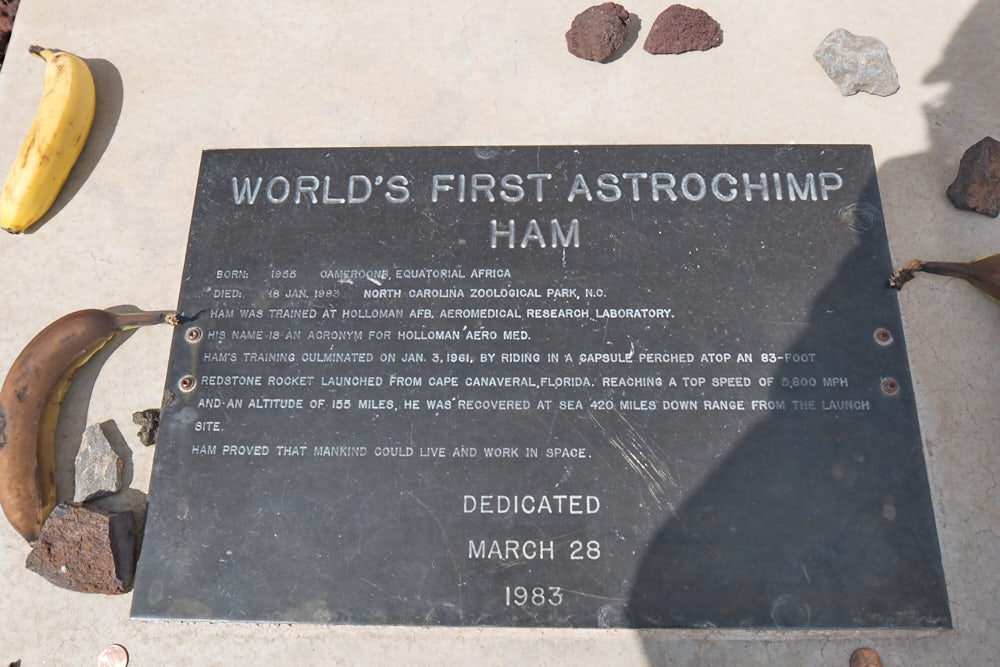 WORLD'S FIRST ASTROCHIMP
HAM
BORN: 1955 CAMEROONE, EQUATORIAL AFRICA
DIED: 18 JAN. 1983 NORTH CAROLINA ZOOLOGICAL PARK, N.C.
HAM WAS TRAINED AT HOLLOMAN AFB, AEROMEDICAL RESEARCH LABORATORY.
HIS NAME IS AN ACRONYM FOR HOLLOMAN AERO MED.
HAM'S TRAINING CULMINATED ON JAN. 3, 1961, BY RIDING IN A CAPSULE PERCHED ATOP AN 83-FOOT
REDSTONE ROCKET LAUNCHED FROM CAPE CANAVERAL, FLORIDA. REACHING A TOP SPEED OF 5,800 MPH
AND AN ALTITUDE OF 155 MILES, HE WAS RECOVERED AT SEA 420 MILES DOWN RANGE FROM THE LAUNCH
SITE.
HAM PROVED THAT MANKIND COULD LIVE AND WORK IN SPACE.
DEDICATED
MARCH 28
1983